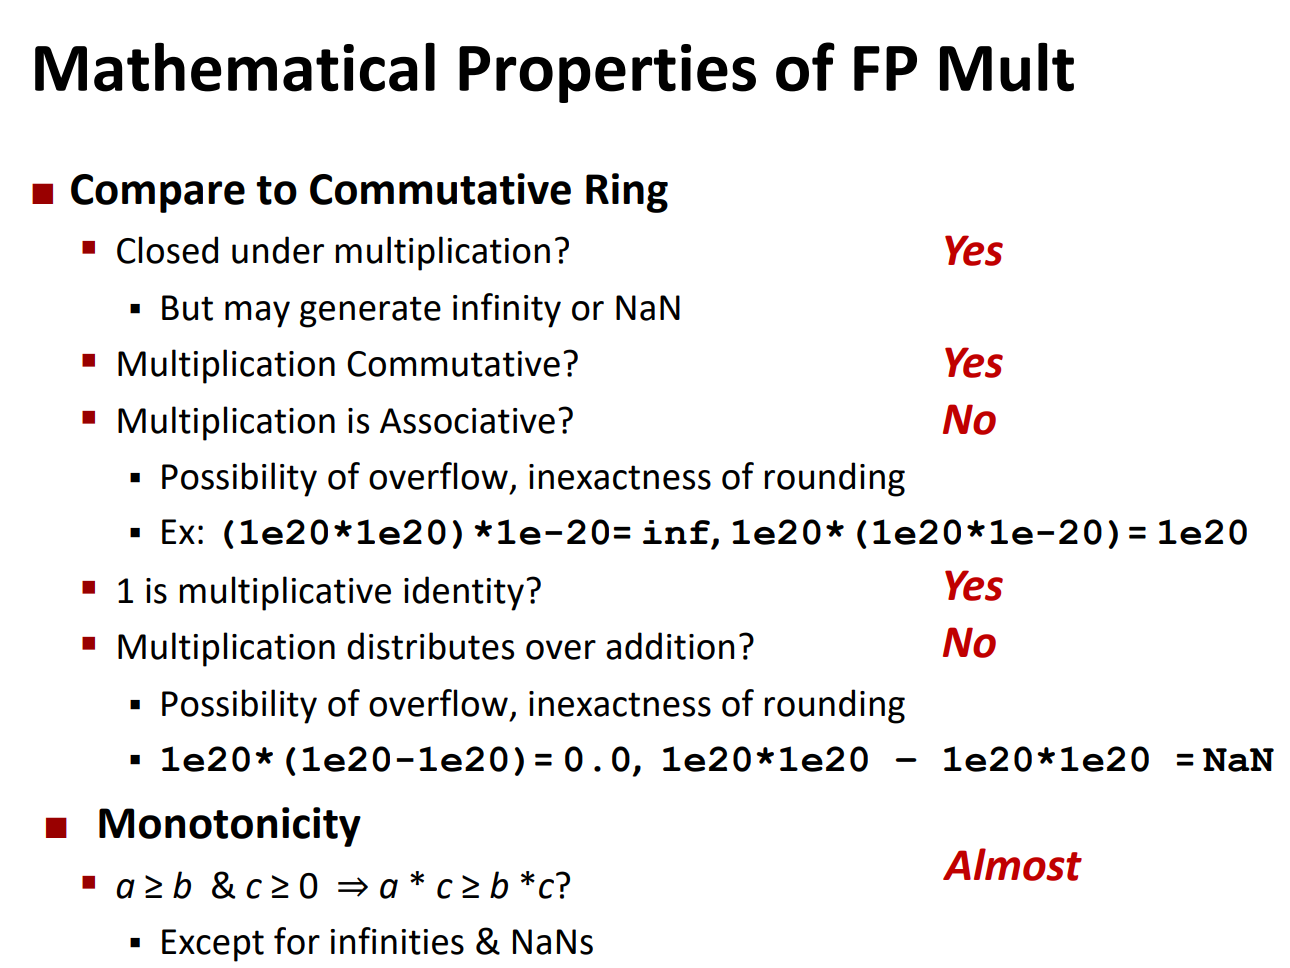 Mathematical Properties of FP Mult
■ Compare to Commutative Ring
▪ Closed under multiplication? Yes
▪ But may generate infinity or NaN
▪ Multiplication Commutative? Yes
▪ Multiplication is Associative? No
▪ Possibility of overflow, inexactness of rounding
▪ Ex: (1e20*1e20)*1e-20= inf, 1e20*(1e20*1e-20)= 1e20
▪ 1 is multiplicative identity? Yes
▪ Multiplication distributes over addition? No
▪ Possibility of overflow, inexactness of rounding
▪ 1e20*(1e20-1e20)= 0.0, 1e20*1e20 – 1e20*1e20 = NaN
■ Monotonicity
▪ a ≥ b & c ≥ 0 ⇒ a * c ≥ b *c? Almost
▪ Except for infinities & NaNs